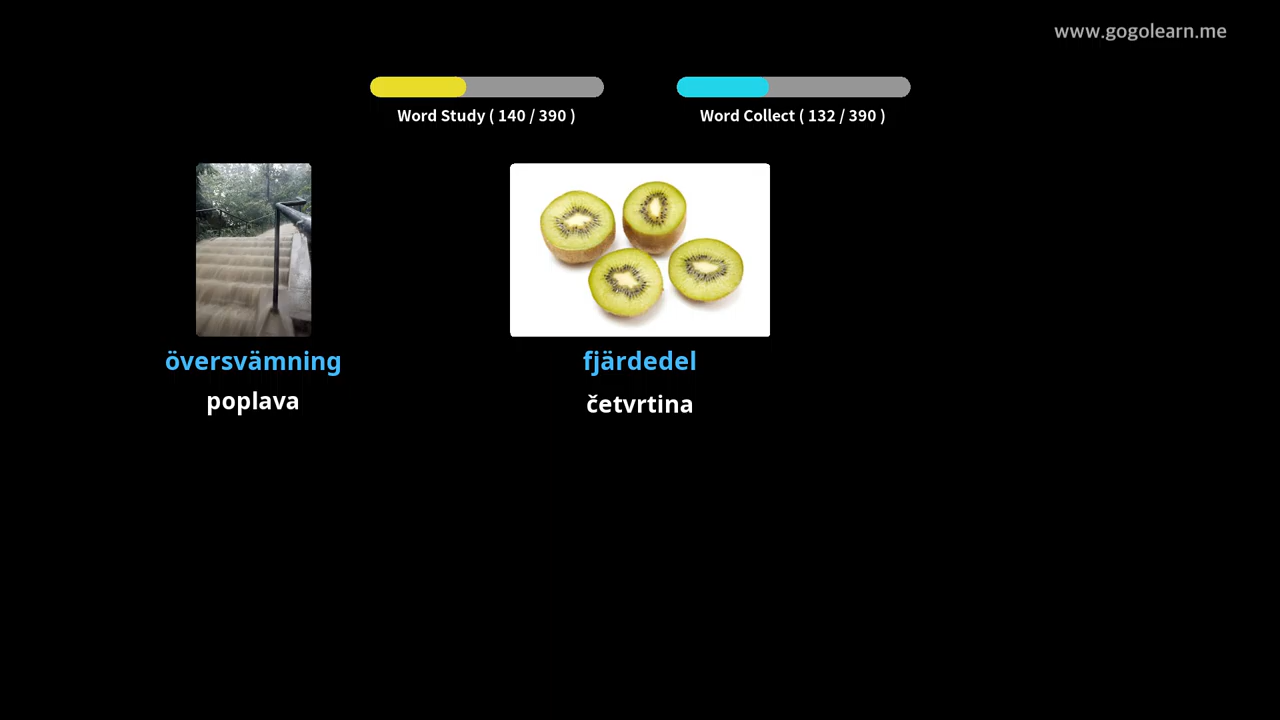 www.gogolearn.me
Word Study ( 140 / 390 )
Word Collect ( 132 / 390 )
översvämning
poplava
fjärdedel
četvrtina